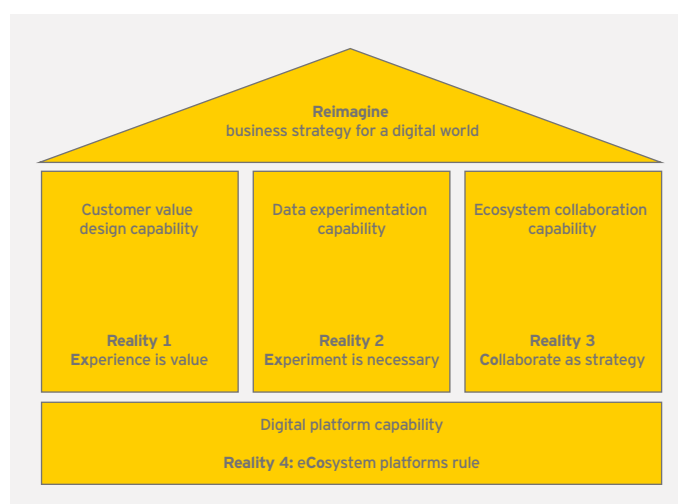 Reimagine
business strategy for a digital world
Customer value
design capability
Reality 1
Experience is value
Data experimentation
capability
Reality 2
Experiment is necessary
Ecosystem collaboration
capability
Reality 3
Collaborate as strategy
Digital platform capability
Reality 4: eCosystem platforms rule